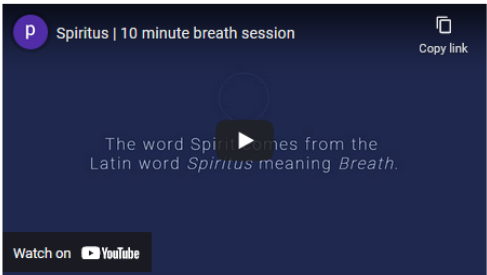 p
Spiritus | 10 minute breath session
Copy link
The word Spirit comes from the
Latin word Spiritus meaning Breath.
Watch on YouTube